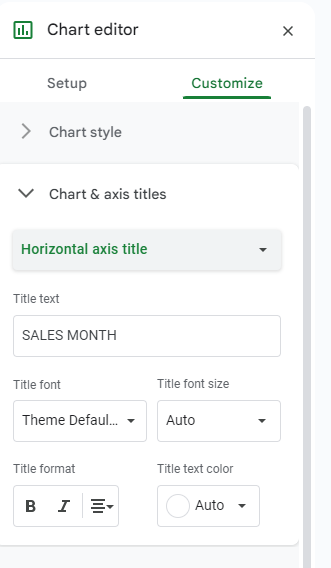 Chart editor
Setup Customize
Chart style
Chart & axis titles
Horizontal axis title
Title text
SALES MONTH
Title font Title font size
Theme Defaul... Auto
Title format Title text color
B I Auto